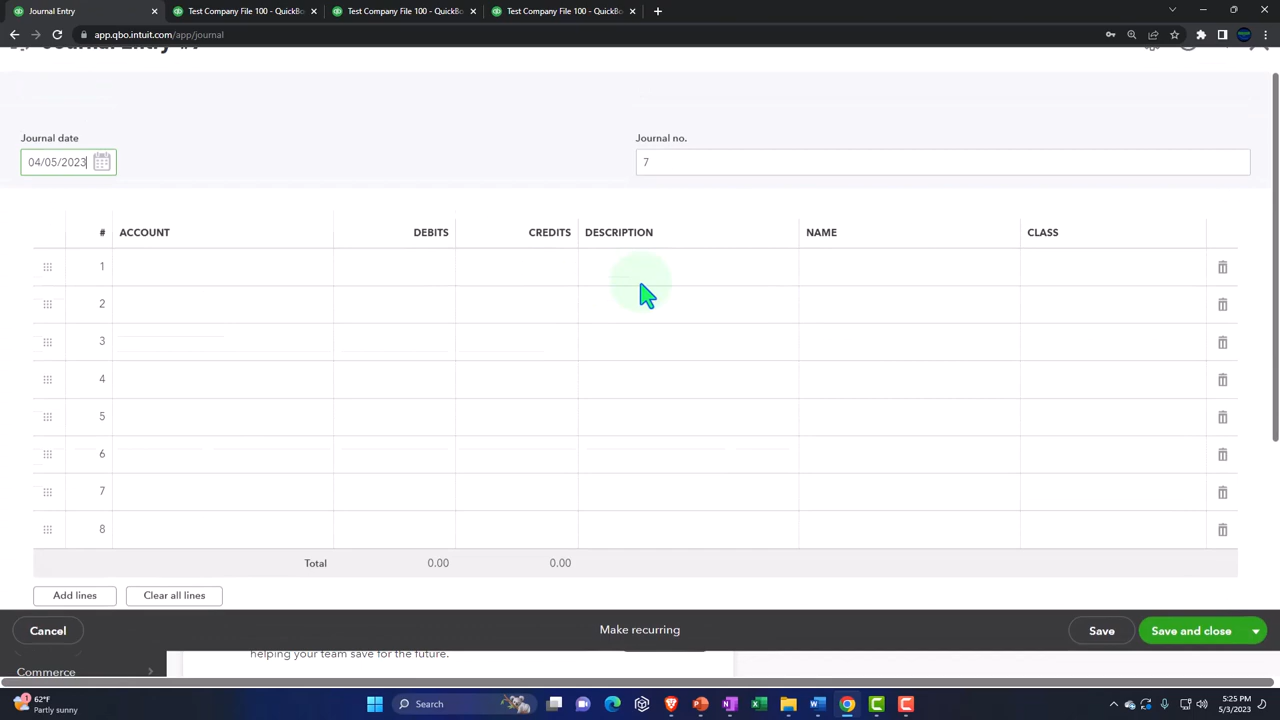 Journal Entry
Test Company File 100 - QuickBo
Test Company File 100 - QuickBo
Test Company File 100 - QuickBo
app.qbo.intuit.com/app/journal
Journal Entry
Journal date
Journal no.
04/05/2023
7
# ACCOUNT DEBITS CREDITS DESCRIPTION NAME CLASS
1
2
3
4
5
6
7
8
Total 0.00 0.00
Add lines Clear all lines
Cancel Make recurring Save Save and close
helping your team save for the future.
Commerce
62°F
Partly sunny
Search
5:25 PM
5/3/2023